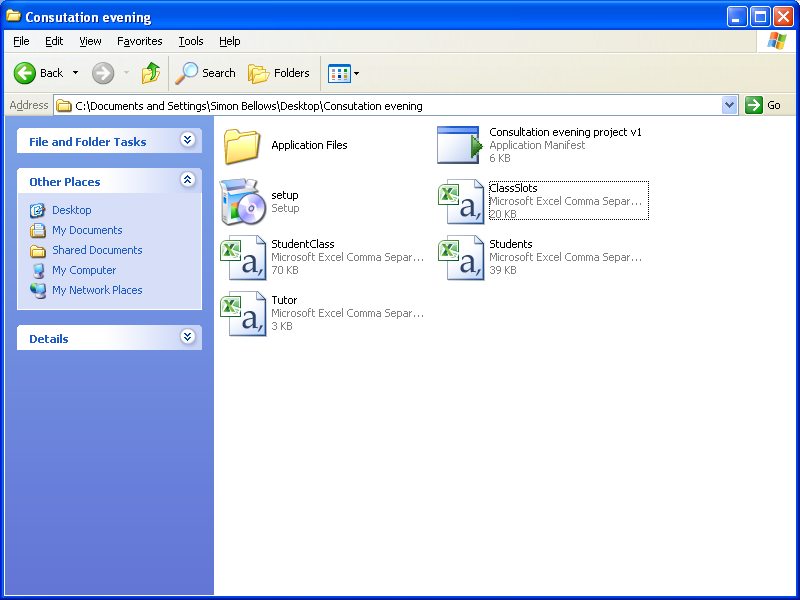 Consutation evening
File Edit View Favorites Tools Help
Back Search Folders
Address C:\Documents and Settings\Simon Bellows\Desktop\Consutation evening Go
File and Folder Tasks
Other Places
Desktop
My Documents
Shared Documents
My Computer
My Network Places
Details
Application Files
Consultation evening project v1
Application Manifest
6 KB
setup
Setup
ClassSlots
Microsoft Excel Comma Separ...
20 KB
StudentClass
Microsoft Excel Comma Separ...
70 KB
Students
Microsoft Excel Comma Separ...
39 KB
Tutor
Microsoft Excel Comma Separ...
3 KB